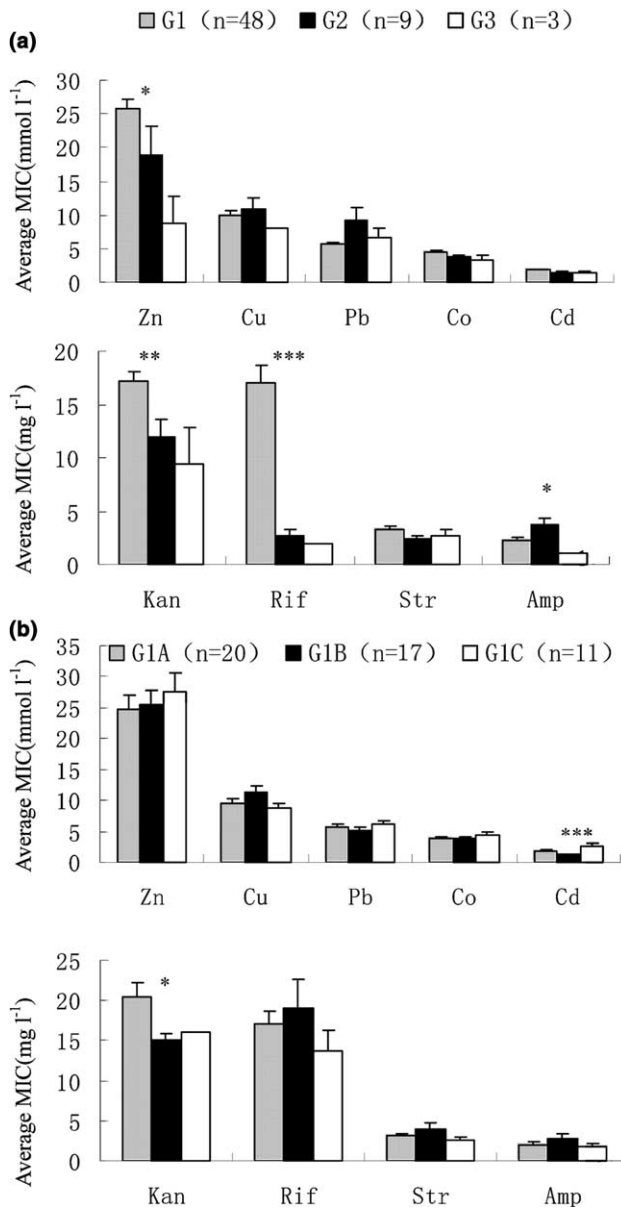 G1 (n=48) G2 (n=9) G3 (n=3)
(a)
Average MIC(mmol l-1)
30
25
20
15
10
5
0
*
Zn Cu Pb Co Cd
Average MIC(mg l-1)
20
15
10
5
0
** *** *
Kan Rif Str Amp
(b)
G1A (n=20) G1B (n=17) G1C (n=11)
Average MIC(mmol l-1)
35
30
25
20
15
10
5
0
***
Zn Cu Pb Co Cd
Average MIC(mg l-1)
25
20
15
10
5
0
*
Kan Rif Str Amp